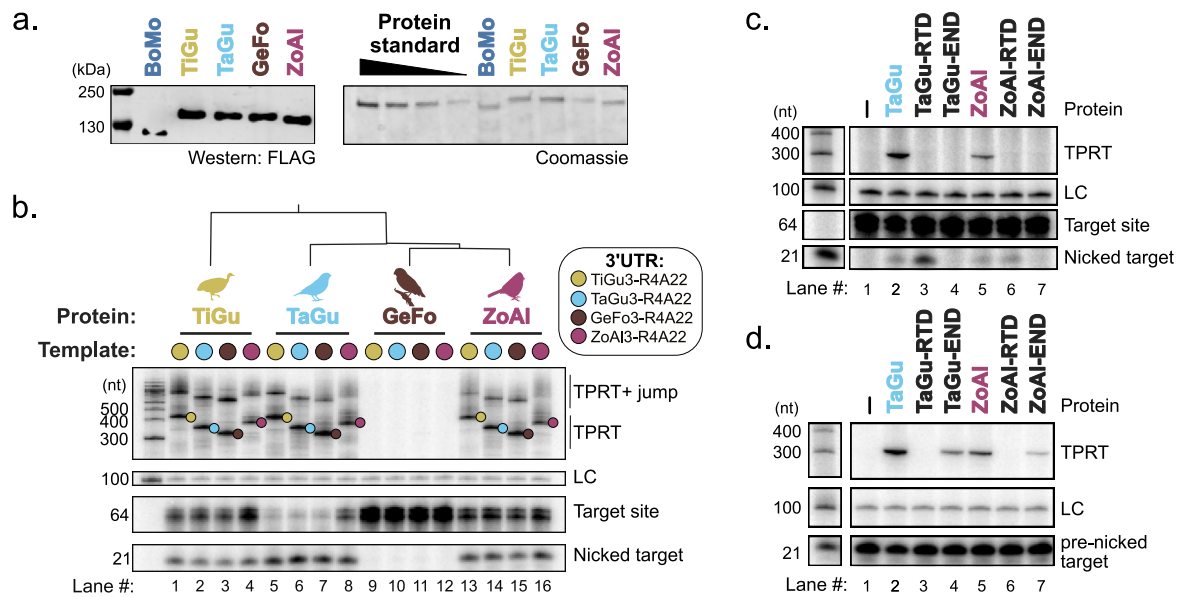 a.
(kDa)
BoMo
TiGu
TaGu
GeFo
ZoAl
Protein
standard
BoMo
TiGu
TaGu
GeFo
ZoAl
250
130
Western: FLAG
Coomassie
b.
3'UTR:
TiGu3-R4A22
TaGu3-R4A22
GeFo3-R4A22
ZoAl3-R4A22
Protein:
TiGu
TaGu
GeFo
ZoAl
Template:
(nt)
500
400
300
TPRT+ jump
TPRT
100
LC
64
Target site
21
Nicked target
Lane #: 1 2 3 4 5 6 7 8 9 10 11 12 13 14 15 16
c.
I
TaGu
TaGu-RTD
TaGu-END
ZoAl
ZoAl-RTD
ZoAl-END
Protein
(nt)
400
300
TPRT
100
LC
64
Target site
21
Nicked target
Lane #: 1 2 3 4 5 6 7
d.
I
TaGu
TaGu-RTD
TaGu-END
ZoAl
ZoAl-RTD
ZoAl-END
Protein
(nt)
400
300
TPRT
100
LC
21
pre-nicked
target
Lane #: 1 2 3 4 5 6 7